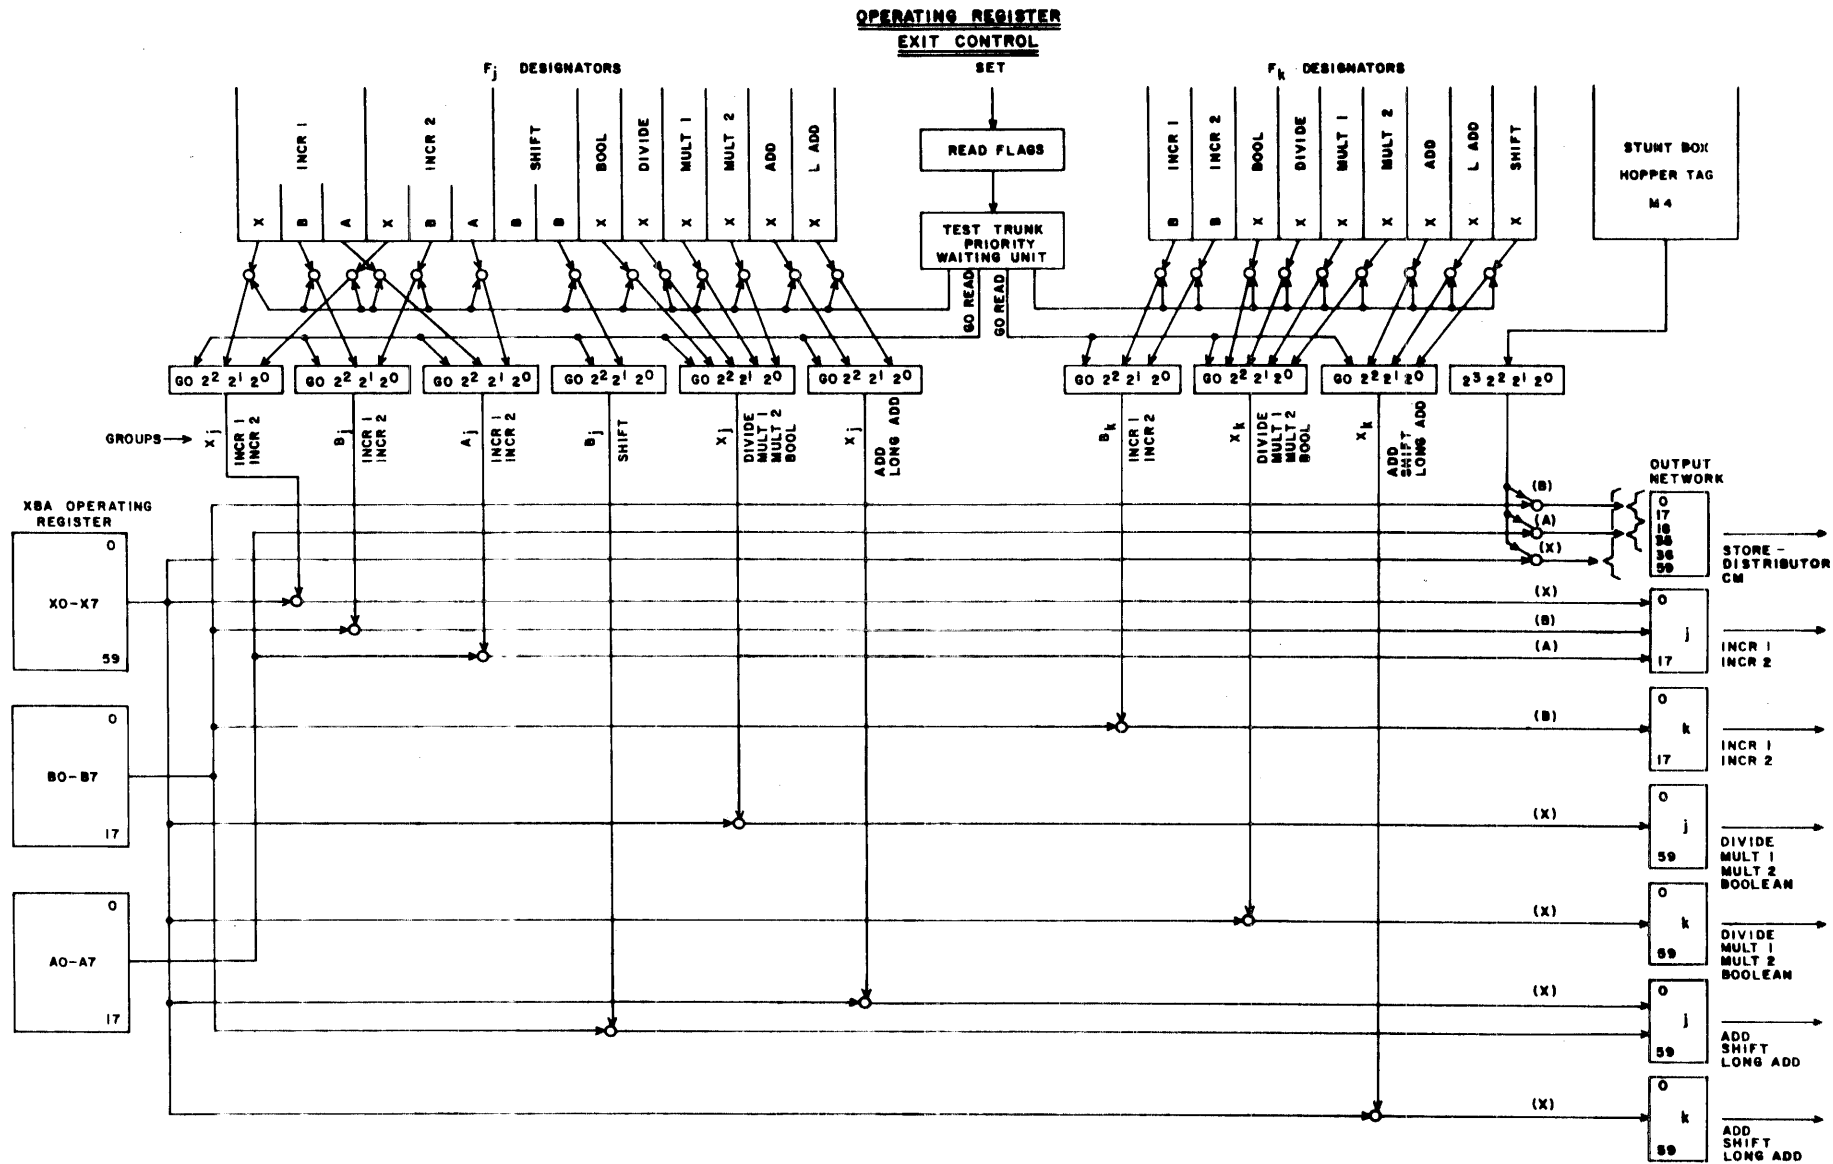 OPERATING REGISTER
EXIT CONTROL
Fj DESIGNATORS
SET
Fk DESIGNATORS
INCR 1
INCR 2
SHIFT
BOOL
DIVIDE
MULT 1
MULT 2
ADD
L ADD
X B A X B A B B X X X X X X
READ FLAGS
TEST TRUNK
PRIORITY
WAITING UNIT
GO READ
GO READ
INCR 1
INCR 2
BOOL
DIVIDE
MULT 1
MULT 2
ADD
L ADD
SHIFT
B B X X X X X X X
STUNT BOX
HOPPER TAG
M4
GO 2² 2¹ 2⁰
GO 2² 2¹ 2⁰
GO 2² 2¹ 2⁰
GO 2² 2¹ 2⁰
GO 2² 2¹ 2⁰
GO 2² 2¹ 2⁰
GO 2² 2¹ 2⁰
GO 2² 2¹ 2⁰
GO 2² 2¹ 2⁰
2³ 2² 2¹ 2⁰
GROUPS
Xj
INCR 1
INCR 2
Bj
INCR 1
INCR 2
Aj
INCR 1
INCR 2
Bj
SHIFT
Xj
DIVIDE
MULT 1
MULT 2
BOOL
Xj
ADD
LONG ADD
Bk
INCR 1
INCR 2
Xk
DIVIDE
MULT 1
MULT 2
BOOL
Xk
ADD
SHIFT
LONG ADD
OUTPUT
NETWORK
(B)
(A)
(X)
0
17
18
35
36
59
STORE -
DISTRIBUTOR
CM
XBA OPERATING
REGISTER
0
X0-X7
59
(X)
(B)
(A)
0
j
17
INCR 1
INCR 2
0
B0-B7
17
(B)
0
k
17
INCR 1
INCR 2
(X)
0
j
59
DIVIDE
MULT 1
MULT 2
BOOLEAN
0
A0-A7
17
(X)
0
k
59
DIVIDE
MULT 1
MULT 2
BOOLEAN
(X)
0
j
59
ADD
SHIFT
LONG ADD
(X)
0
k
59
ADD
SHIFT
LONG ADD